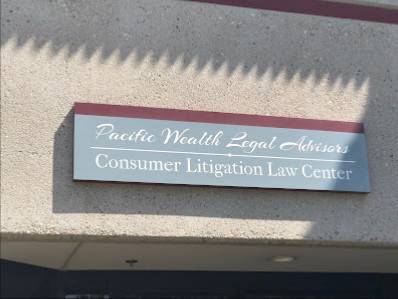 Pacific Wealth Legal Advisors
Consumer Litigation Law Center